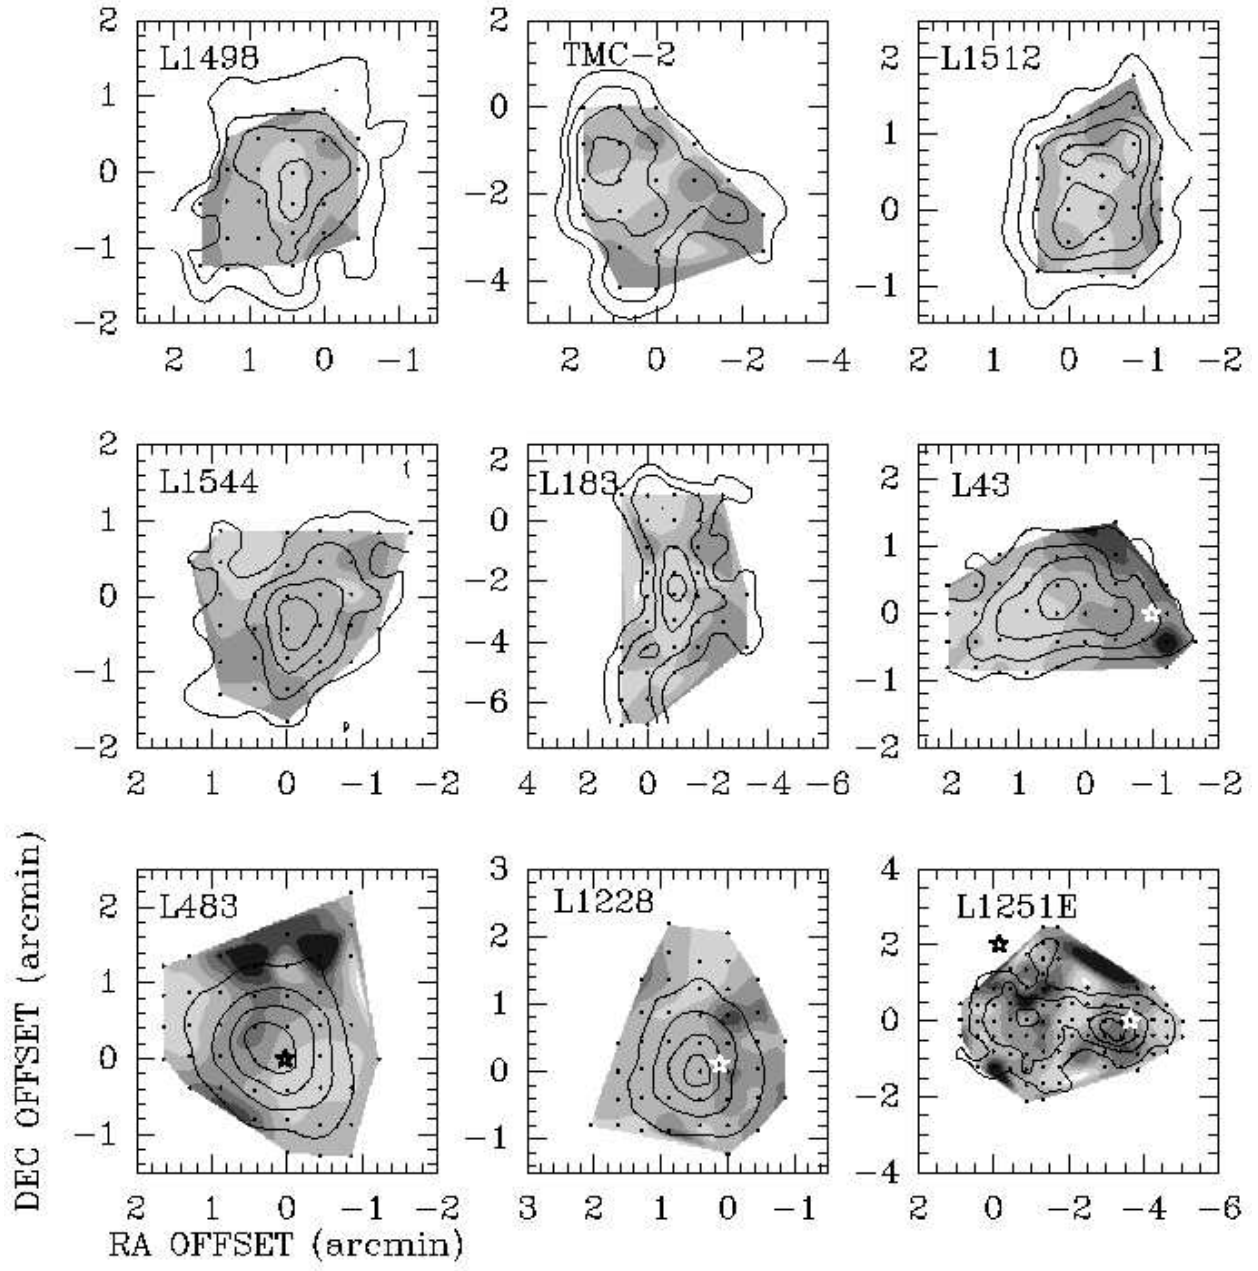 2
1
0
−1
−2
L1498
2 1 0 −1
2
0
−2
−4
TMC−2
2 0 −2 −4
2
1
0
−1
L1512
2 1 0 −1 −2
2
1
0
−1
−2
L1544
2 1 0 −1 −2
2
0
−2
−4
−6
L183
4 2 0 −2 −4 −6
2
1
0
−1
−2
L43
2 1 0 −1 −2
2
1
0
−1
L483
2 1 0 −1 −2
3
2
1
0
−1
L1228
3 2 1 0 −1
4
2
0
−2
−4
L1251E
2 0 −2 −4 −6
DEC OFFSET (arcmin)
RA OFFSET (arcmin)